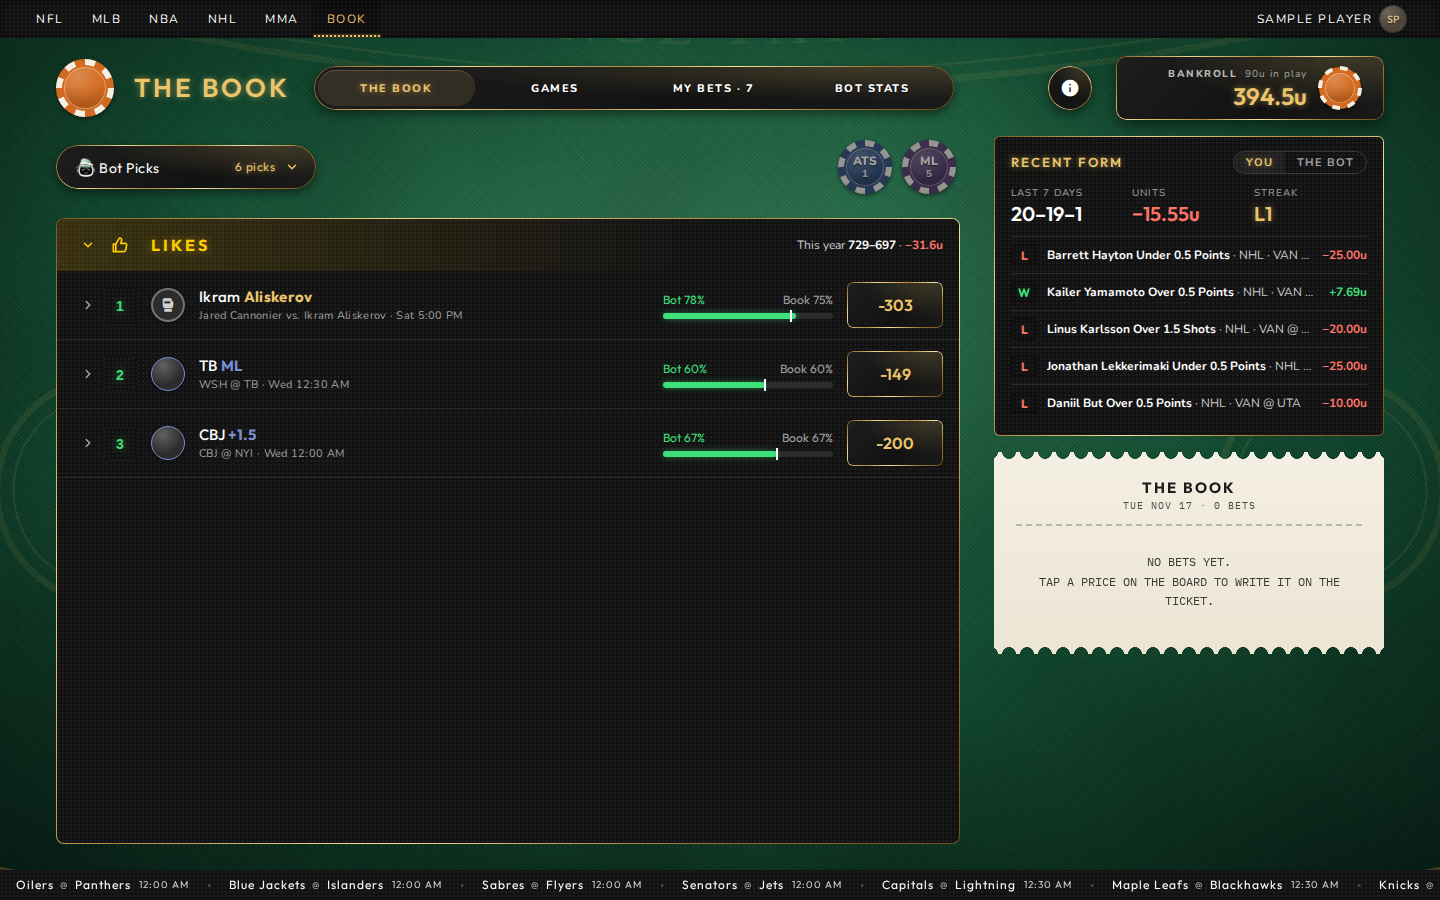 NFL MLB NBA NHL MMA BOOK SAMPLE PLAYER SP
THE BOOK THE BOOK GAMES MY BETS · 7 BOT STATS
BANKROLL 90u in play
394.5u
Bot Picks 6 picks
ATS 1
ML 5
LIKES This year 729–697 · −31.6u
1 Ikram Aliskerov Bot 78% Book 75% -303
Jared Cannonier vs. Ikram Aliskerov · Sat 5:00 PM
2 TB ML Bot 60% Book 60% -149
WSH @ TB · Wed 12:30 AM
3 CBJ +1.5 Bot 67% Book 67% -200
CBJ @ NYI · Wed 12:00 AM
RECENT FORM YOU THE BOT
LAST 7 DAYS UNITS STREAK
20–19–1 −15.55u L1
L Barrett Hayton Under 0.5 Points · NHL · VAN ... −25.00u
W Kailer Yamamoto Over 0.5 Points · NHL · VAN ... +7.69u
L Linus Karlsson Over 1.5 Shots · NHL · VAN @ ... −20.00u
L Jonathan Lekkerimaki Under 0.5 Points · NHL ... −25.00u
L Daniil But Over 0.5 Points · NHL · VAN @ UTA −10.00u
THE BOOK
TUE NOV 17 · 0 BETS
NO BETS YET.
TAP A PRICE ON THE BOARD TO WRITE IT ON THE
TICKET.
Oilers @ Panthers 12:00 AM · Blue Jackets @ Islanders 12:00 AM · Sabres @ Flyers 12:00 AM · Senators @ Jets 12:00 AM · Capitals @ Lightning 12:30 AM · Maple Leafs @ Blackhawks 12:30 AM · Knicks @